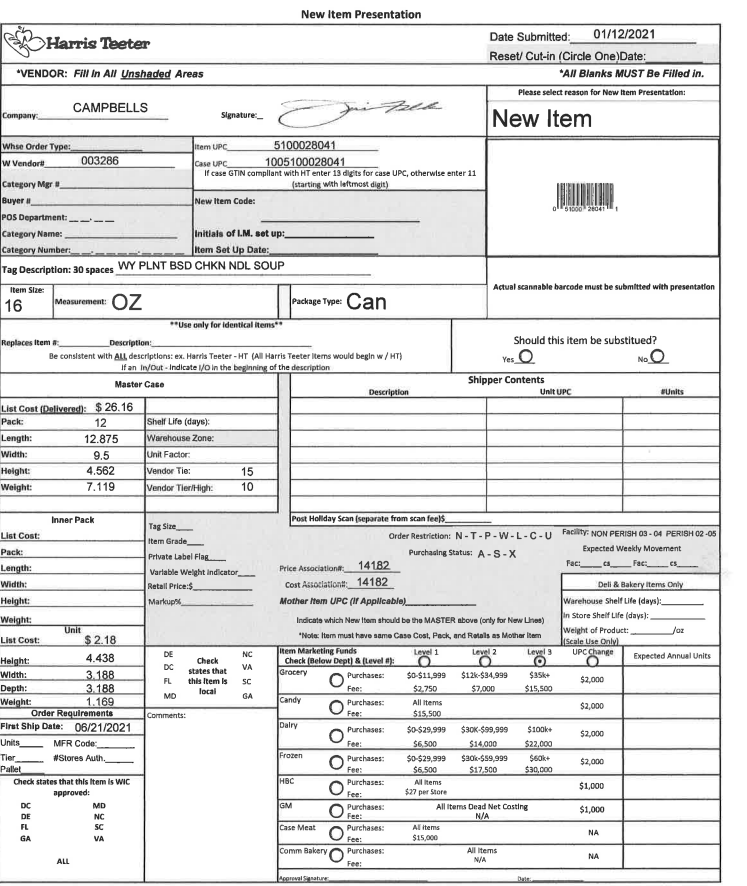 New Item Presentation
Harris Teeter
Date Submitted: 01/12/2021
Reset/ Cut-in (Circle One)Date:
*VENDOR: Fill In All Unshaded Areas
*All Blanks MUST Be Filled in.
Company: CAMPBELLS
Signature:
Please select reason for New Item Presentation:
New Item
Whse Order Type:
Item UPC 5100028041
W Vendor# 003286
Case UPC 1005100028041
If case GTIN compliant with HT enter 13 digits for case UPC, otherwise enter 11
(starting with leftmost digit)
Category Mgr #
Buyer #
New Item Code:
POS Department: __ __. __ __
Category Name:
Initials of I.M. set up:
Category Number:
Item Set Up Date:
0 51000 28041 1
Tag Description: 30 spaces WY PLNT BSD CHKN NDL SOUP
Actual scannable barcode must be submitted with presentation
Item Size:
16
Measurement: OZ
Package Type: Can
**Use only for identical items**
Replaces Item #: Description:
Be consistent with ALL descriptions: ex. Harris Teeter - HT (All Harris Teeter Items would begin w / HT)
If an In/Out - Indicate I/O in the beginning of the description
Should this item be substitued?
Yes No
Master Case
Shipper Contents
Description Unit UPC #Units
List Cost (Delivered): $ 26.16
Pack: 12
Shelf Life (days):
Length: 12.875
Warehouse Zone:
Width: 9.5
Unit Factor:
Height: 4.562
Vendor Tie: 15
Weight: 7.119
Vendor Tier/High: 10
Inner Pack
List Cost:
Pack:
Length:
Width:
Height:
Weight:
Tag Size
Item Grade
Private Label Flag
Variable Weight Indicator
Retail Price:$
Markup%
Post Holiday Scan (separate from scan fee)$
Order Restriction: N - T - P - W - L - C - U
Purchasing Status: A - S - X
Price Association#: 14182
Cost Association#: 14182
Mother Item UPC (If Applicable)
Indicate which New Item should be the MASTER above (only for New Lines)
*Note: Item must have same Case Cost, Pack, and Retails as Mother Item
Facility: NON PERISH 03 - 04 PERISH 02 -05
Expected Weekly Movement
Fac: cs Fac: cs
Deli & Bakery Items Only
Warehouse Shelf Life (days):
In Store Shelf Life (days):
Weight of Product: /oz
(Scale Use Only)
Unit
List Cost: $ 2.18
Height: 4.438
Width: 3.188
Depth: 3.188
Weight: 1.169
DE NC
DC VA
FL SC
MD GA
Check states that this Item is local
Item Marketing Funds
Check (Below Dept) & (Level #):
Level 1 Level 2 Level 3 UPC Change Expected Annual Units
Grocery Purchases: $0-$11,999 $12k-$34,999 $35k+ $2,000
Fee: $2,750 $7,000 $15,500
Candy Purchases: All Items $2,000
Fee: $15,500
Dairy Purchases: $0-$29,999 $30K-$99,999 $100k+ $2,000
Fee: $6,500 $14,000 $22,000
Frozen Purchases: $0-$29,999 $30k-$59,999 $60k+ $2,000
Fee: $6,500 $17,500 $30,000
HBC Purchases: All Items $1,000
Fee: $27 per Store
GM Purchases: All Items Dead Net Costing $1,000
Fee: N/A
Case Meat Purchases: All Items NA
Fee: $15,000
Comm Bakery Purchases: All Items NA
Fee: N/A
Approval Signature: Date:
Order Requirements
First Ship Date: 06/21/2021
Comments:
Units MFR Code:
Tier #Stores Auth.
Pallet
Check states that this Item is WIC approved:
DC MD
DE NC
FL SC
GA VA
ALL